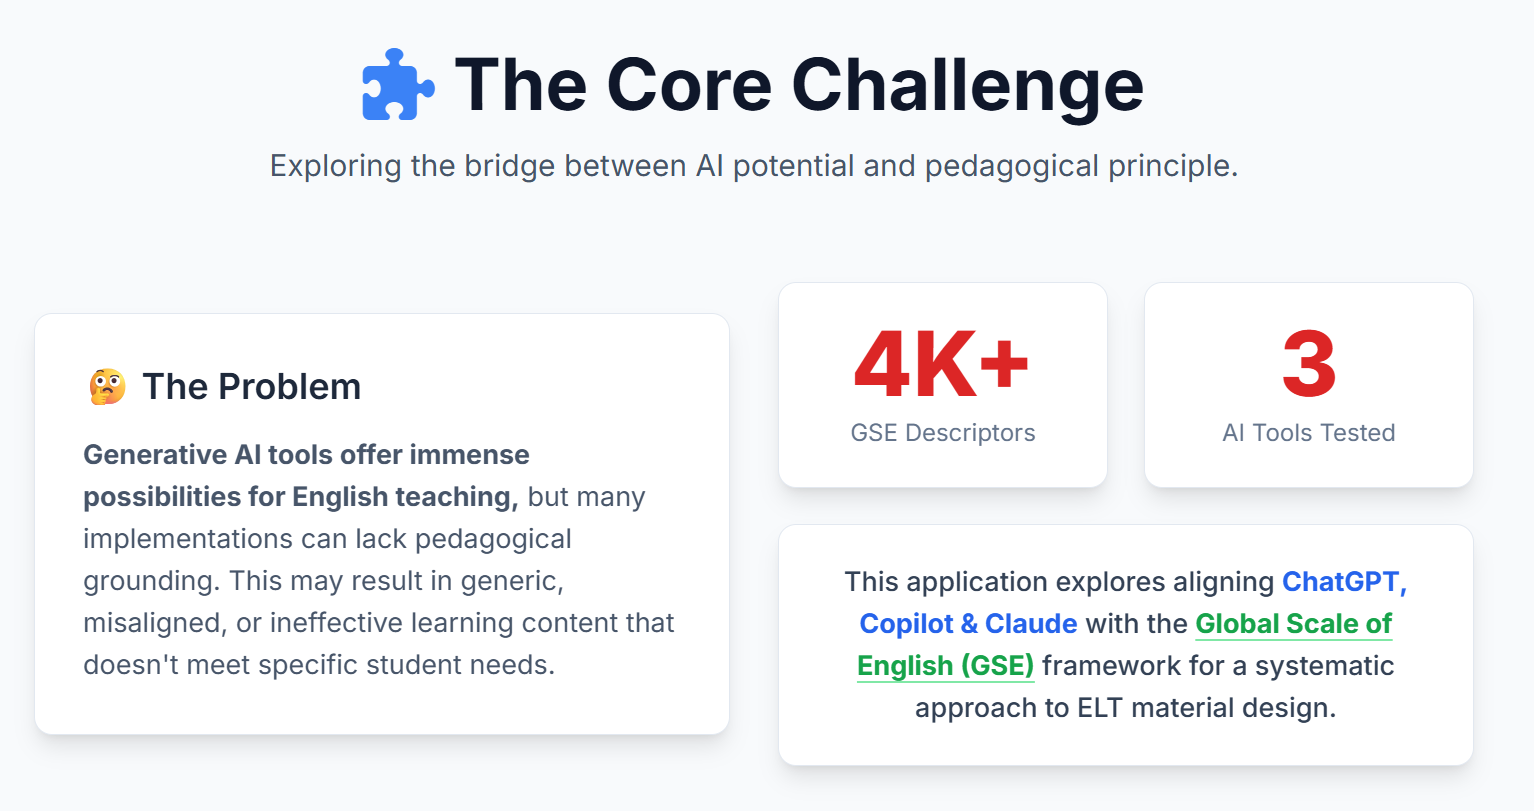 The Core Challenge
Exploring the bridge between AI potential and pedagogical principle.
The Problem
Generative AI tools offer immense
possibilities for English teaching, but many
implementations can lack pedagogical
grounding. This may result in generic,
misaligned, or ineffective learning content that
doesn't meet specific student needs.
4K+
GSE Descriptors
3
AI Tools Tested
This application explores aligning ChatGPT,
Copilot & Claude with the Global Scale of
English (GSE) framework for a systematic
approach to ELT material design.